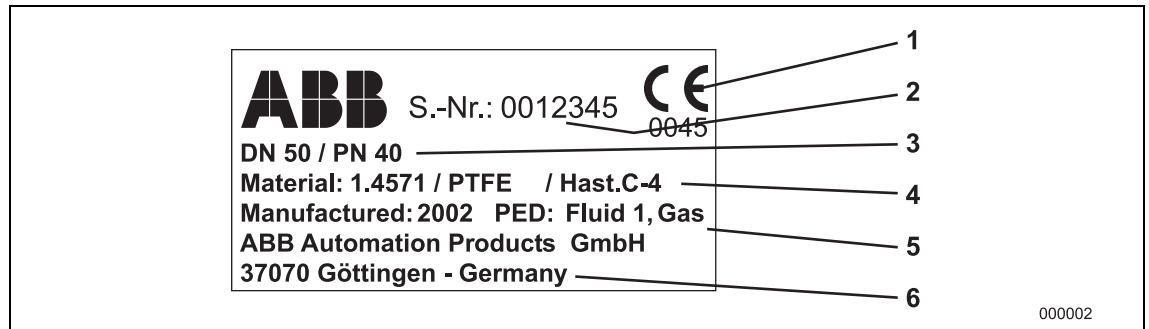 ABB S.-Nr.: 0012345 CE
0045
DN 50 / PN 40
Material: 1.4571 / PTFE / Hast.C-4
Manufactured: 2002 PED: Fluid 1, Gas
ABB Automation Products GmbH
37070 Göttingen - Germany
1
2
3
4
5
6
000002